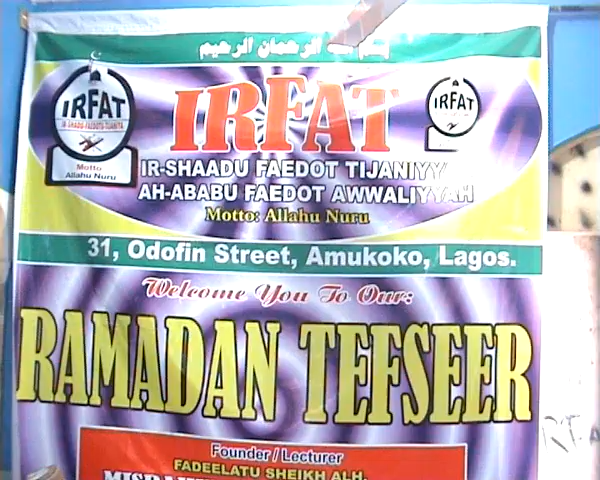 بسم الله الرحمان الرحيم
IRFAT
IRFAT
IRFAT
IR-SHAADU FAEDOT TIJANIYY/
AH-ABABU FAEDOT AWWALIYYAH
Motto: Allahu Nuru
Motto
Allahu Nuru
31, Odofin Street, Amukoko, Lagos.
Welcome You To Our:
RAMADAN TEFSEER
Founder / Lecturer
FADEELATU SHEIKH ALH.